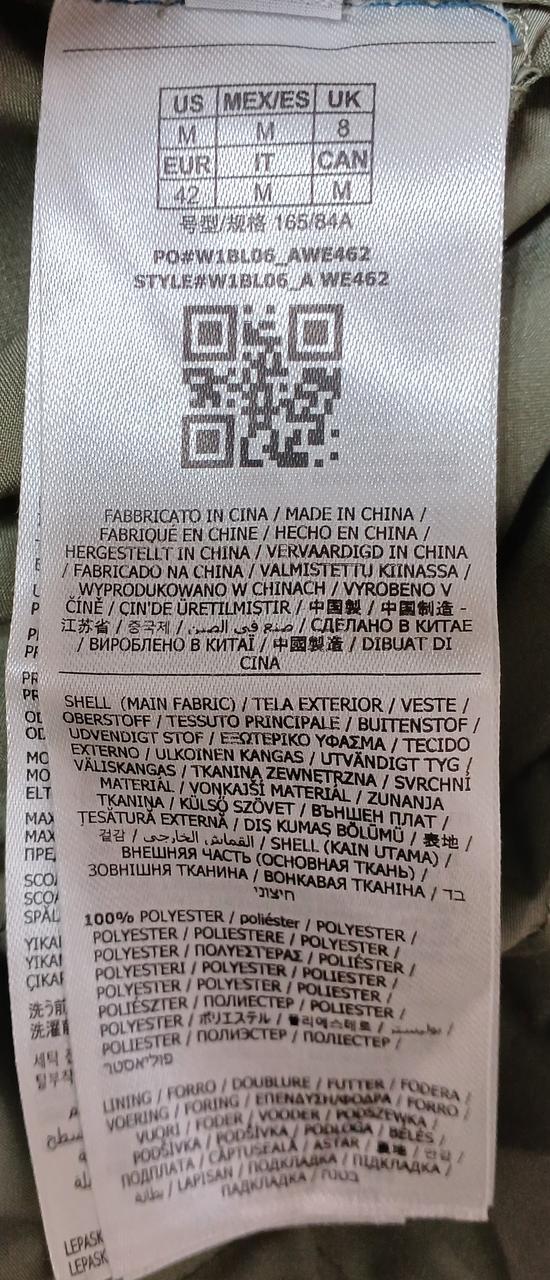 US MEX/ES UK
M M 8
EUR IT CAN
42 M M
号型/规格 165/84A
PO#W1BL06_AWE462
STYLE#W1BL06_A WE462
FABBRICATO IN CINA / MADE IN CHINA /
FABRIQUÉ EN CHINE / HECHO EN CHINA /
HERGESTELLT IN CHINA / VERVAARDIGD IN CHINA
/ FABRICADO NA CHINA / VALMISTETTU KIINASSA /
WYPRODUKOWANO W CHINACH / VYROBENO V
ČÍNĚ / ÇIN'DE ÜRETILMIŞTIR / 中国製 / 中国制造 -
江苏省 / 중국제 / صنع في الصين / СДЕЛАНО В КИТАЕ
/ ВИРОБЛЕНО В КИТАЇ / 中國製造 / DIBUAT DI
CINA
SHELL (MAIN FABRIC) / TELA EXTERIOR / VESTE /
OBERSTOFF / TESSUTO PRINCIPALE / BUITENSTOF /
UDVENDIGT STOF / ΕΞΩΤΕΡΙΚΟ ΥΦΑΣΜΑ / TECIDO
EXTERNO / ULKOINEN KANGAS / UTVÄNDIGT TYG /
VÄLISKANGAS / TKANINA ZEWNĘTRZNA / SVRCHNÍ
MATERIÁL / VONKAJŠÍ MATERIÁL / ZUNANJA
TKANINA / KÜLSŐ SZÖVET / ВЪНШЕН ПЛАТ /
ȚESĂTURĂ EXTERNĂ / DIŞ KUMAŞ BÖLÜMÜ / 表地 /
겉감 / القماش الخارجي / SHELL (KAIN UTAMA) /
ВНЕШНЯЯ ЧАСТЬ (ОСНОВНАЯ ТКАНЬ) /
ЗОВНІШНЯ ТКАНИНА / ВОНКАВАЯ ТКАНІНА / בד
חיצוני
100% POLYESTER / poliéster / POLYESTER /
POLYESTER / POLIESTERE / POLYESTER /
POLYESTER / ΠΟΛΥΕΣΤΕΡΑΣ / POLIÉSTER /
POLYESTERI / POLYESTER / POLÜESTER /
POLYESTER / POLYESTER / POLYESTER /
POLIÉSZTER / ПОЛИЕСТЕР / POLIESTER /
POLYESTER / ポリエステル / 폴리에스테르 / بوليستر /
POLIESTER / ПОЛИЭСТЕР / ПОЛІЕСТЕР /
פוליאסטר
LINING / FORRO / DOUBLURE / FUTTER / FODERA /
VOERING / FORING / ΕΠΕΝΔΥΣΗ/ΦΟΔΡΑ / FORRO /
VUORI / FODER / VOODER / PODSZEWKA /
PODŠÍVKA / PODŠÍVKA / PODLOGA / BÉLÉS /
ПОДПЛАТА / CĂPTUȘEALĂ / ASTAR / 裏地 / 안감 /
بطانة / LAPISAN / ПОДКЛАДКА / ПІДКЛАДКА /
ПАДКЛАДКА / בטנה
LEPASK
LEPASK